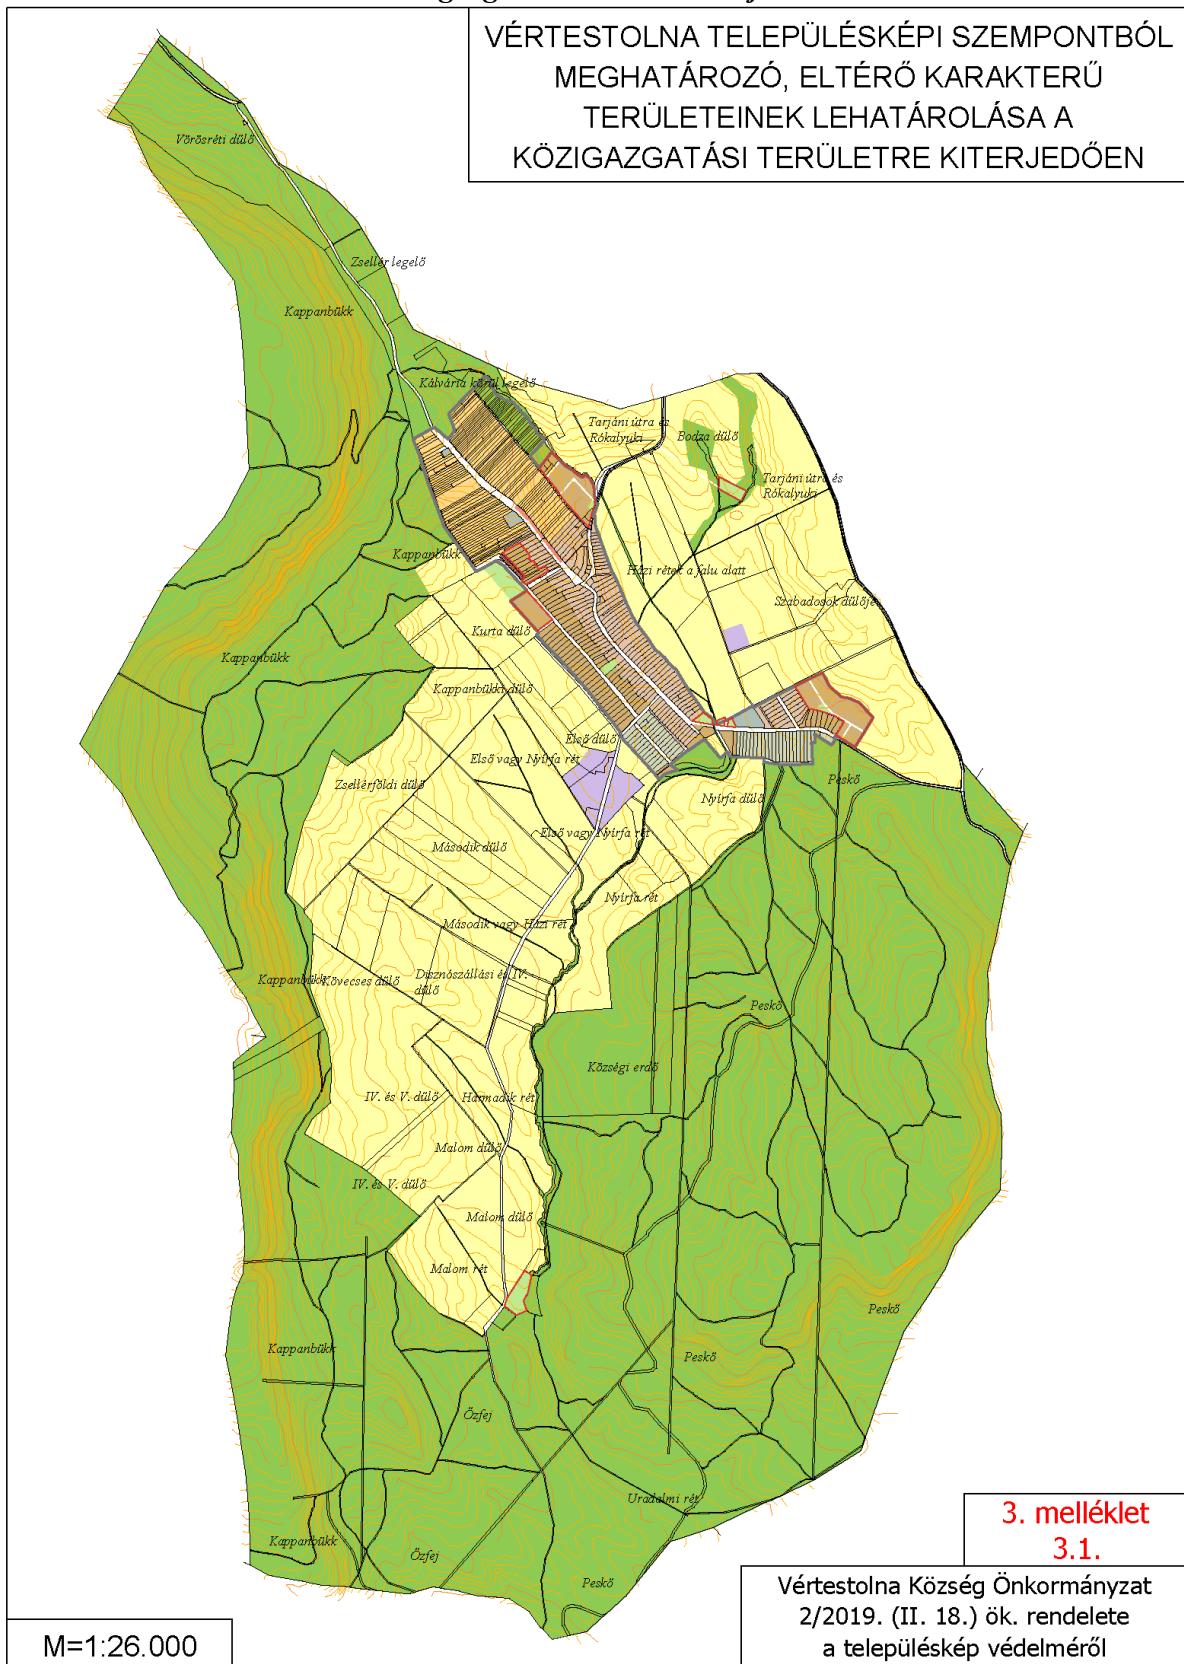 VÉRTESTOLNA TELEPÜLÉSKÉPI SZEMPONTBÓL
MEGHATÁROZÓ, ELTÉRŐ KARAKTERŰ
TERÜLETEINEK LEHATÁROLÁSA A
KÖZIGAZGATÁSI TERÜLETRE KITERJEDŐEN
Vörösréti dűlő
Zsellér legelő
Kappanbükk
Kálvária körül legelő
Tarjáni útra és
Rókalyuki
Bodza dűlő
Tarjáni útra és
Rókalyuki
Kappanbükk
Házi rétek a falu alatt
Szabadosok dűlője
Kurta dűlő
Kappanbükk
Kappanbükki dűlő
Első dűlő
Első vagy Nyírfa rét
Zsellérföldi dűlő
Peskő
Nyírfa dűlő
Első vagy Nyírfa rét
Második dűlő
Nyírfa rét
Második vagy Házi rét
Kappanbükk
Kövecses dűlő
Disznószállási és IV.
dűlő
Peskő
Községi erdő
IV. és V. dűlő
Harmadik rét
Malom dűlő
IV. és V. dűlő
Malom dűlő
Malom rét
Peskő
Kappanbükk
Peskő
Őzfej
Uradalmi rét
Kappanbükk
Őzfej
Peskő
3. melléklet
3.1.
Vértestolna Község Önkormányzat
2/2019. (II. 18.) ök. rendelete
a településkép védelméről
M=1:26.000